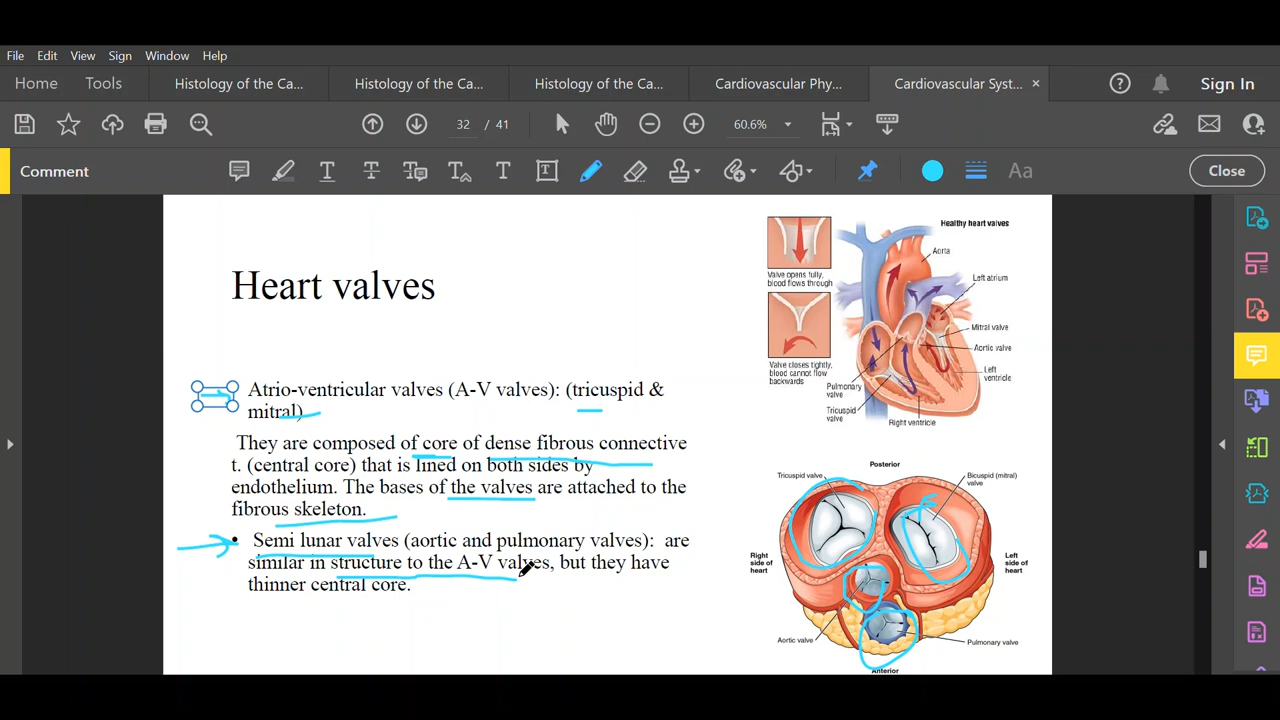 File Edit View Sign Window Help
Home Tools Histology of the Ca... Histology of the Ca... Histology of the Ca... Cardiovascular Phy... Cardiovascular Syst... × Sign In
32 / 41 60.6%
Comment Aa Close
Heart valves
Atrio-ventricular valves (A-V valves): (tricuspid &
mitral)
They are composed of core of dense fibrous connective
t. (central core) that is lined on both sides by
endothelium. The bases of the valves are attached to the
fibrous skeleton.
• Semi lunar valves (aortic and pulmonary valves): are
similar in structure to the A-V valves, but they have
thinner central core.
Healthy heart valves
Valve opens fully,
blood flows through
Valve closes tightly,
blood cannot flow
backwards
Aorta
Left atrium
Mitral valve
Aortic valve
Left
ventricle
Pulmonary
valve
Tricuspid
valve
Right ventricle
Posterior
Tricuspid valve
Bicuspid (mitral)
valve
Right
side of
heart
Left
side of
heart
Aortic valve
Pulmonary valve
Anterior